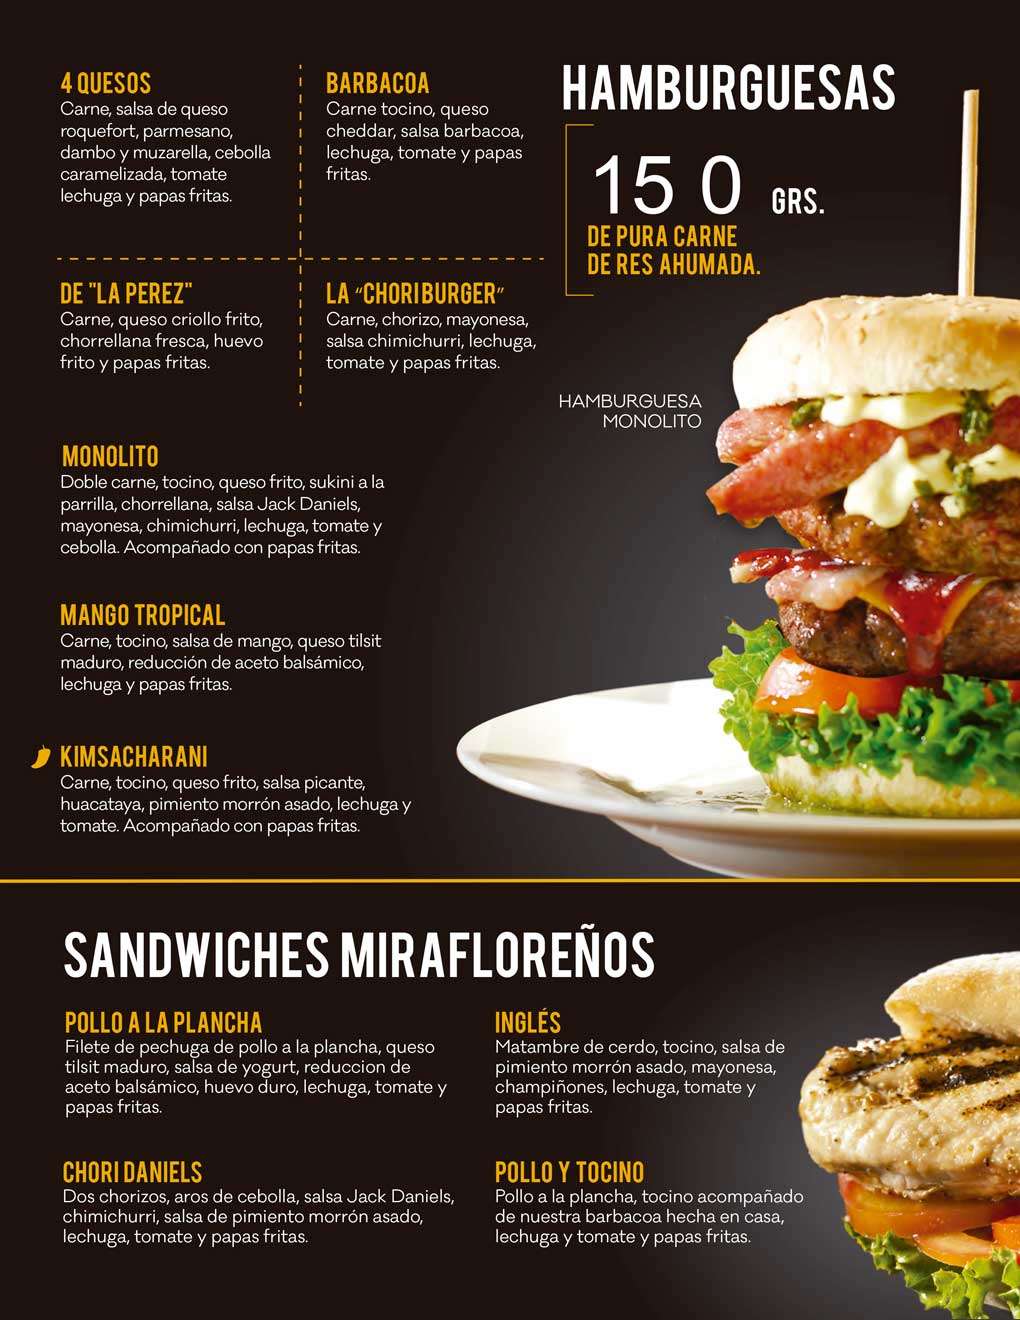 HAMBURGUESAS
150 GRS.
DE PURA CARNE
DE RES AHUMADA.
4 QUESOS
Carne, salsa de queso
roquefort, parmesano,
dambo y muzarella, cebolla
caramelizada, tomate
lechuga y papas fritas.
BARBACOA
Carne tocino, queso
cheddar, salsa barbacoa,
lechuga, tomate y papas
fritas.
DE "LA PEREZ"
Carne, queso criollo frito,
chorrellana fresca, huevo
frito y papas fritas.
LA “CHORIBURGER”
Carne, chorizo, mayonesa,
salsa chimichurri, lechuga,
tomate y papas fritas.
HAMBURGUESA
MONOLITO
MONOLITO
Doble carne, tocino, queso frito, sukini a la
parrilla, chorrellana, salsa Jack Daniels,
mayonesa, chimichurri, lechuga, tomate y
cebolla. Acompañado con papas fritas.
MANGO TROPICAL
Carne, tocino, salsa de mango, queso tilsit
maduro, reducción de aceto balsámico,
lechuga y papas fritas.
KIMSACHARANI
Carne, tocino, queso frito, salsa picante,
huacataya, pimiento morrón asado, lechuga y
tomate. Acompañado con papas fritas.
SANDWICHES MIRAFLOREÑOS
POLLO A LA PLANCHA
Filete de pechuga de pollo a la plancha, queso
tilsit maduro, salsa de yogurt, reduccion de
aceto balsámico, huevo duro, lechuga, tomate y
papas fritas.
INGLÉS
Matambre de cerdo, tocino, salsa de
pimiento morrón asado, mayonesa,
champiñones, lechuga, tomate y
papas fritas.
CHORI DANIELS
Dos chorizos, aros de cebolla, salsa Jack Daniels,
chimichurri, salsa de pimiento morrón asado,
lechuga, tomate y papas fritas.
POLLO Y TOCINO
Pollo a la plancha, tocino acompañado
de nuestra barbacoa hecha en casa,
lechuga y tomate y papas fritas.